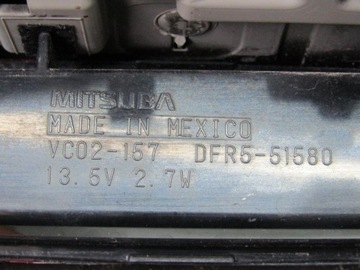 MITSUBA
MADE IN MEXICO
VC02-157 DFR5-51580
13.5V 2.7W